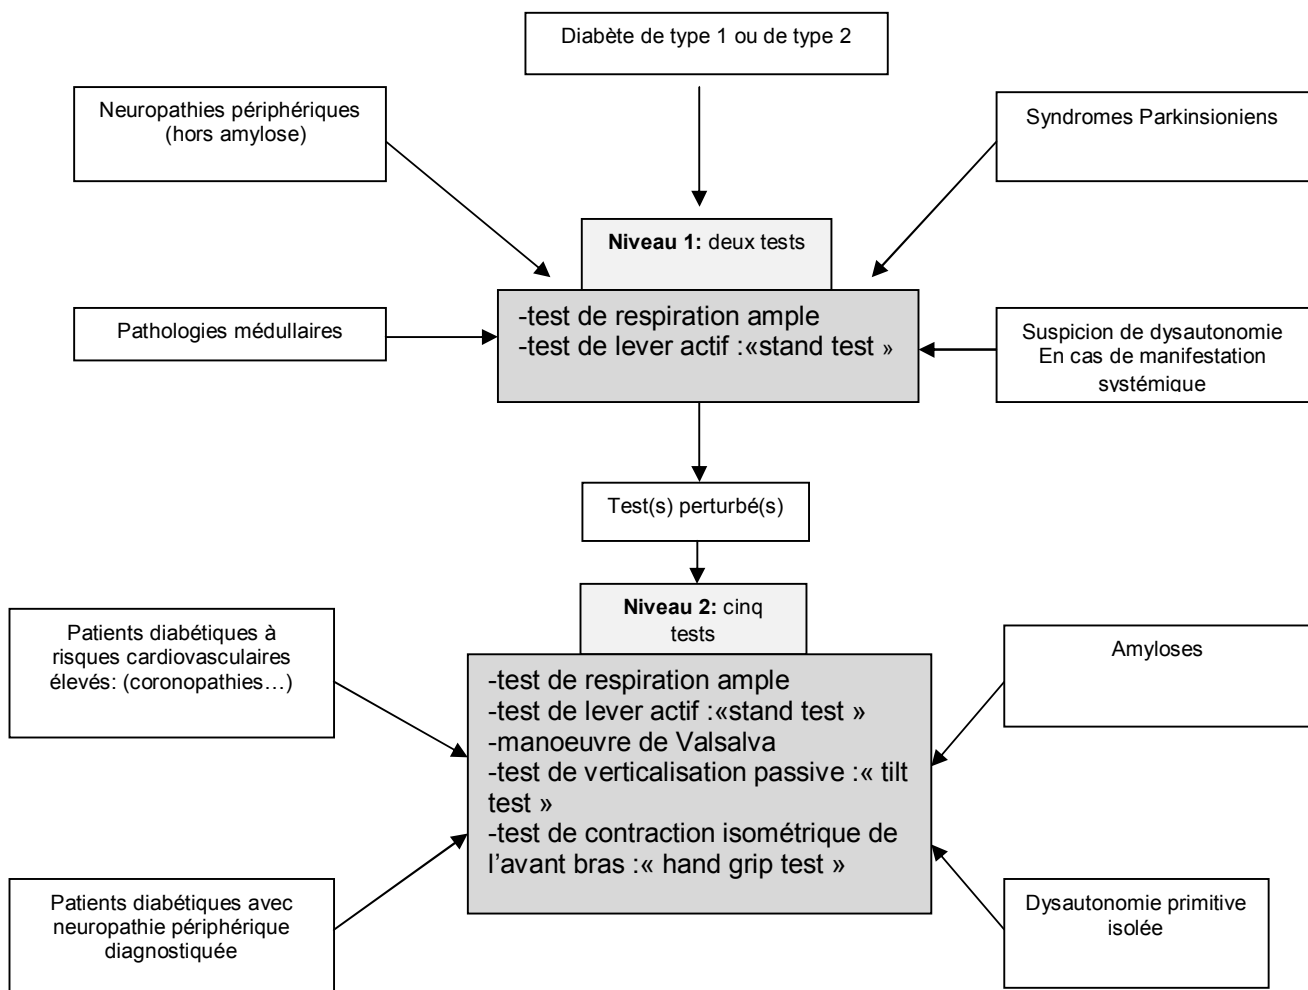 Diabète de type 1 ou de type 2
Neuropathies périphériques
(hors amylose)
Syndromes Parkinsioniens
Niveau 1: deux tests
-test de respiration ample
-test de lever actif :«stand test »
Pathologies médullaires
Suspicion de dysautonomie
En cas de manifestation
systémique
Test(s) perturbé(s)
Niveau 2: cinq
tests
Patients diabétiques à
risques cardiovasculaires
élevés: (coronopathies…)
Amyloses
-test de respiration ample
-test de lever actif :«stand test »
-manoeuvre de Valsalva
-test de verticalisation passive :« tilt
test »
-test de contraction isométrique de
l’avant bras :« hand grip test »
Patients diabétiques avec
neuropathie périphérique
diagnostiquée
Dysautonomie primitive
isolée